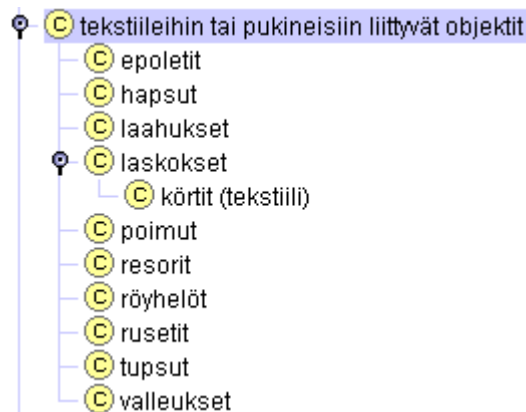 C tekstiileihin tai pukineisiin liittyvät objektit
C epoletit
C hapsut
C laahukset
C laskokset
C körtit (tekstiili)
C poimut
C resorit
C röyhelöt
C rusetit
C tupsut
C valleukset